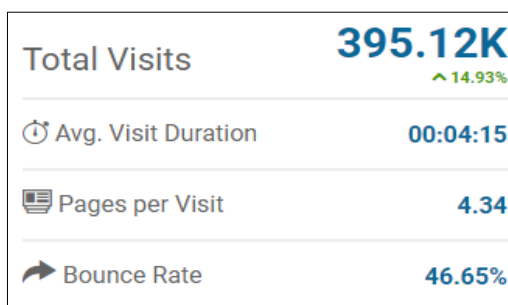 Total Visits 395.12K
14.93%
Avg. Visit Duration 00:04:15
Pages per Visit 4.34
Bounce Rate 46.65%